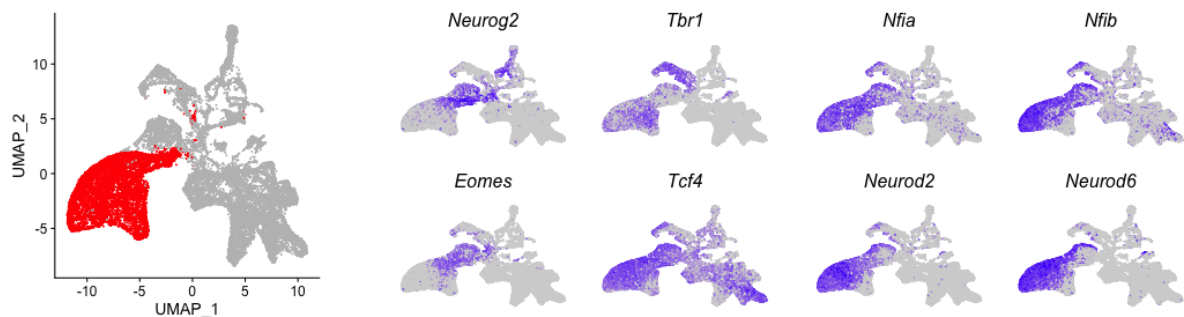 Neurog2 Tbr1 Nfia Nfib
10
5
0
-5
UMAP_2
Eomes Tcf4 Neurod2 Neurod6
-10 -5 0 5 10
UMAP_1